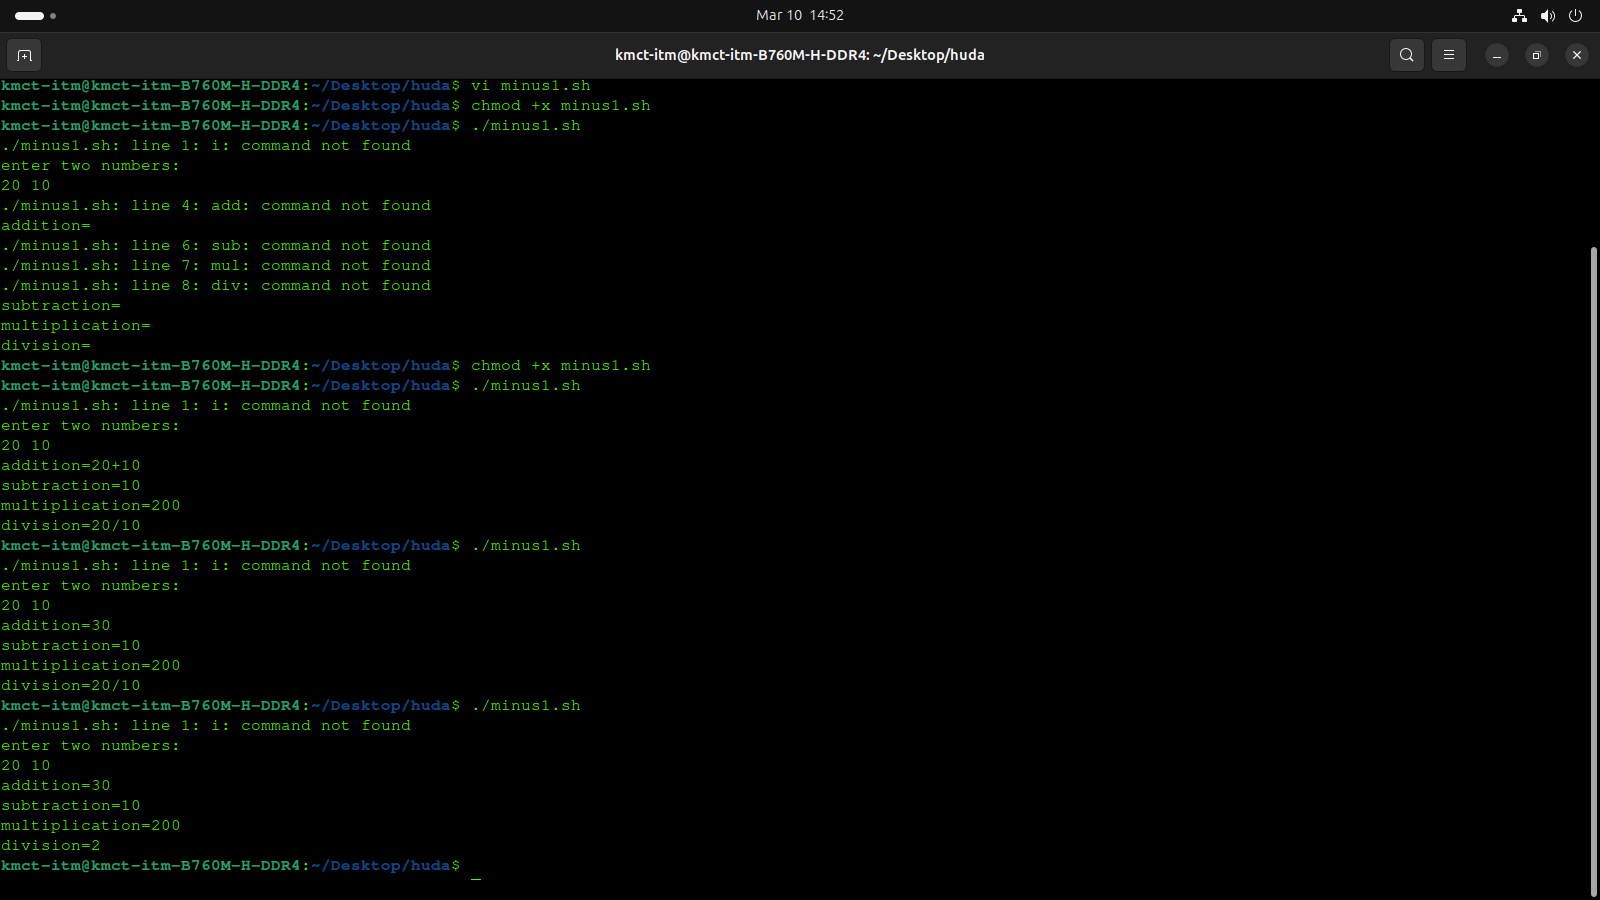 Mar 10 14:52
kmct-itm@kmct-itm-B760M-H-DDR4: ~/Desktop/huda
kmct-itm@kmct-itm-B760M-H-DDR4:~/Desktop/huda$ vi minus1.sh
kmct-itm@kmct-itm-B760M-H-DDR4:~/Desktop/huda$ chmod +x minus1.sh
kmct-itm@kmct-itm-B760M-H-DDR4:~/Desktop/huda$ ./minus1.sh
./minus1.sh: line 1: i: command not found
enter two numbers:
20 10
./minus1.sh: line 4: add: command not found
addition=
./minus1.sh: line 6: sub: command not found
./minus1.sh: line 7: mul: command not found
./minus1.sh: line 8: div: command not found
subtraction=
multiplication=
division=
kmct-itm@kmct-itm-B760M-H-DDR4:~/Desktop/huda$ chmod +x minus1.sh
kmct-itm@kmct-itm-B760M-H-DDR4:~/Desktop/huda$ ./minus1.sh
./minus1.sh: line 1: i: command not found
enter two numbers:
20 10
addition=20+10
subtraction=10
multiplication=200
division=20/10
kmct-itm@kmct-itm-B760M-H-DDR4:~/Desktop/huda$ ./minus1.sh
./minus1.sh: line 1: i: command not found
enter two numbers:
20 10
addition=30
subtraction=10
multiplication=200
division=20/10
kmct-itm@kmct-itm-B760M-H-DDR4:~/Desktop/huda$ ./minus1.sh
./minus1.sh: line 1: i: command not found
enter two numbers:
20 10
addition=30
subtraction=10
multiplication=200
division=2
kmct-itm@kmct-itm-B760M-H-DDR4:~/Desktop/huda$ _